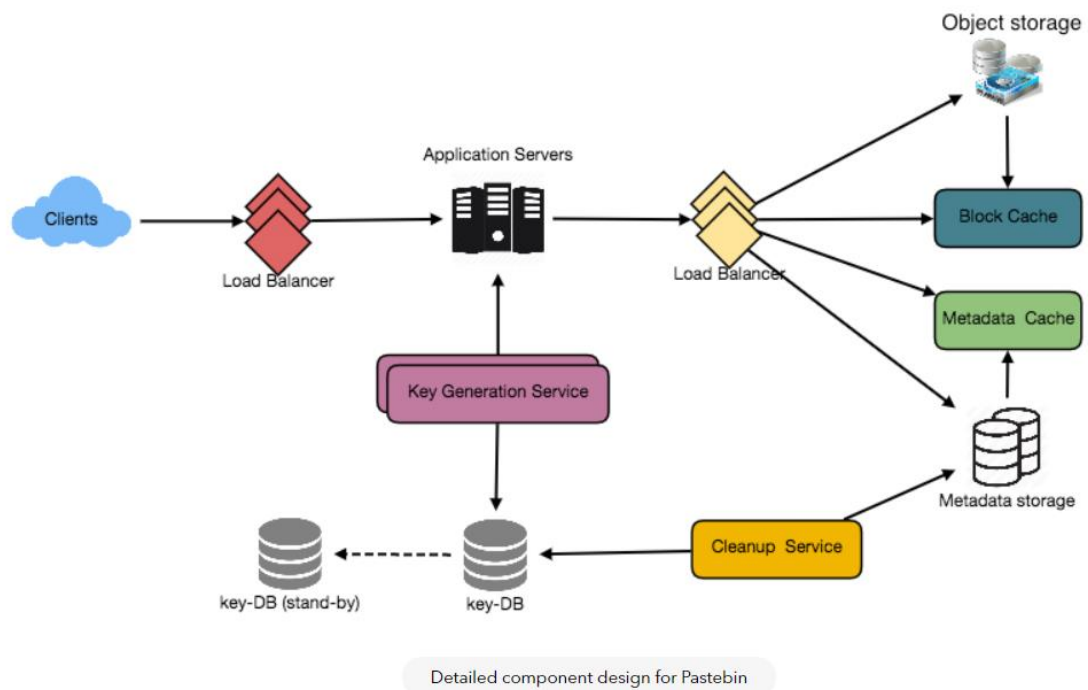 Object storage
Application Servers
Clients
Block Cache
Load Balancer
Load Balancer
Metadata Cache
Key Generation Service
Metadata storage
Cleanup Service
key-DB (stand-by)
key-DB
Detailed component design for Pastebin